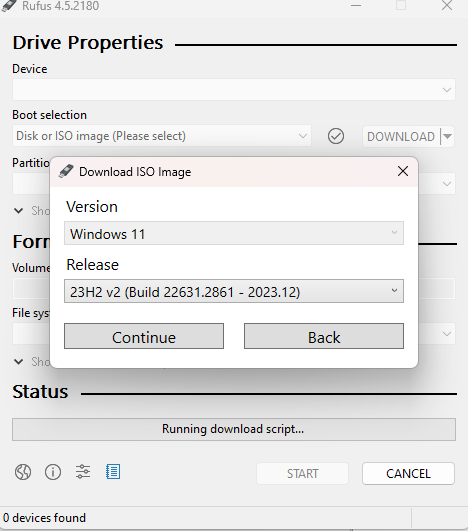 Rufus 4.5.2180
Drive Properties
Device
Boot selection
Disk or ISO image (Please select)
DOWNLOAD
Partitio
Sho
Download ISO Image
Version
Windows 11
Release
23H2 v2 (Build 22631.2861 - 2023.12)
Continue
Back
Form
Volume
File sys
Sho
Status
Running download script...
START
CANCEL
0 devices found